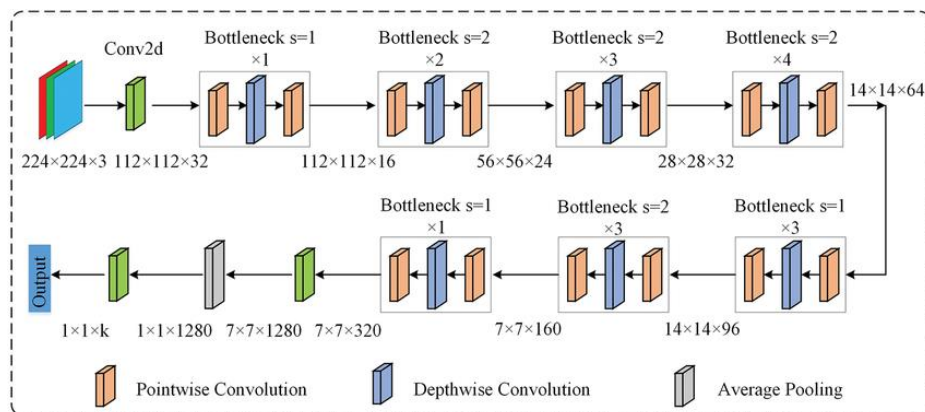 Conv2d
Bottleneck s=1
×1
Bottleneck s=2
×2
Bottleneck s=2
×3
Bottleneck s=2
×4
14×14×64
224×224×3
112×112×32
112×112×16
56×56×24
28×28×32
Bottleneck s=1
×1
Bottleneck s=2
×3
Bottleneck s=1
×3
Output
1×1×k
1×1×1280
7×7×1280
7×7×320
7×7×160
14×14×96
Pointwise Convolution
Depthwise Convolution
Average Pooling